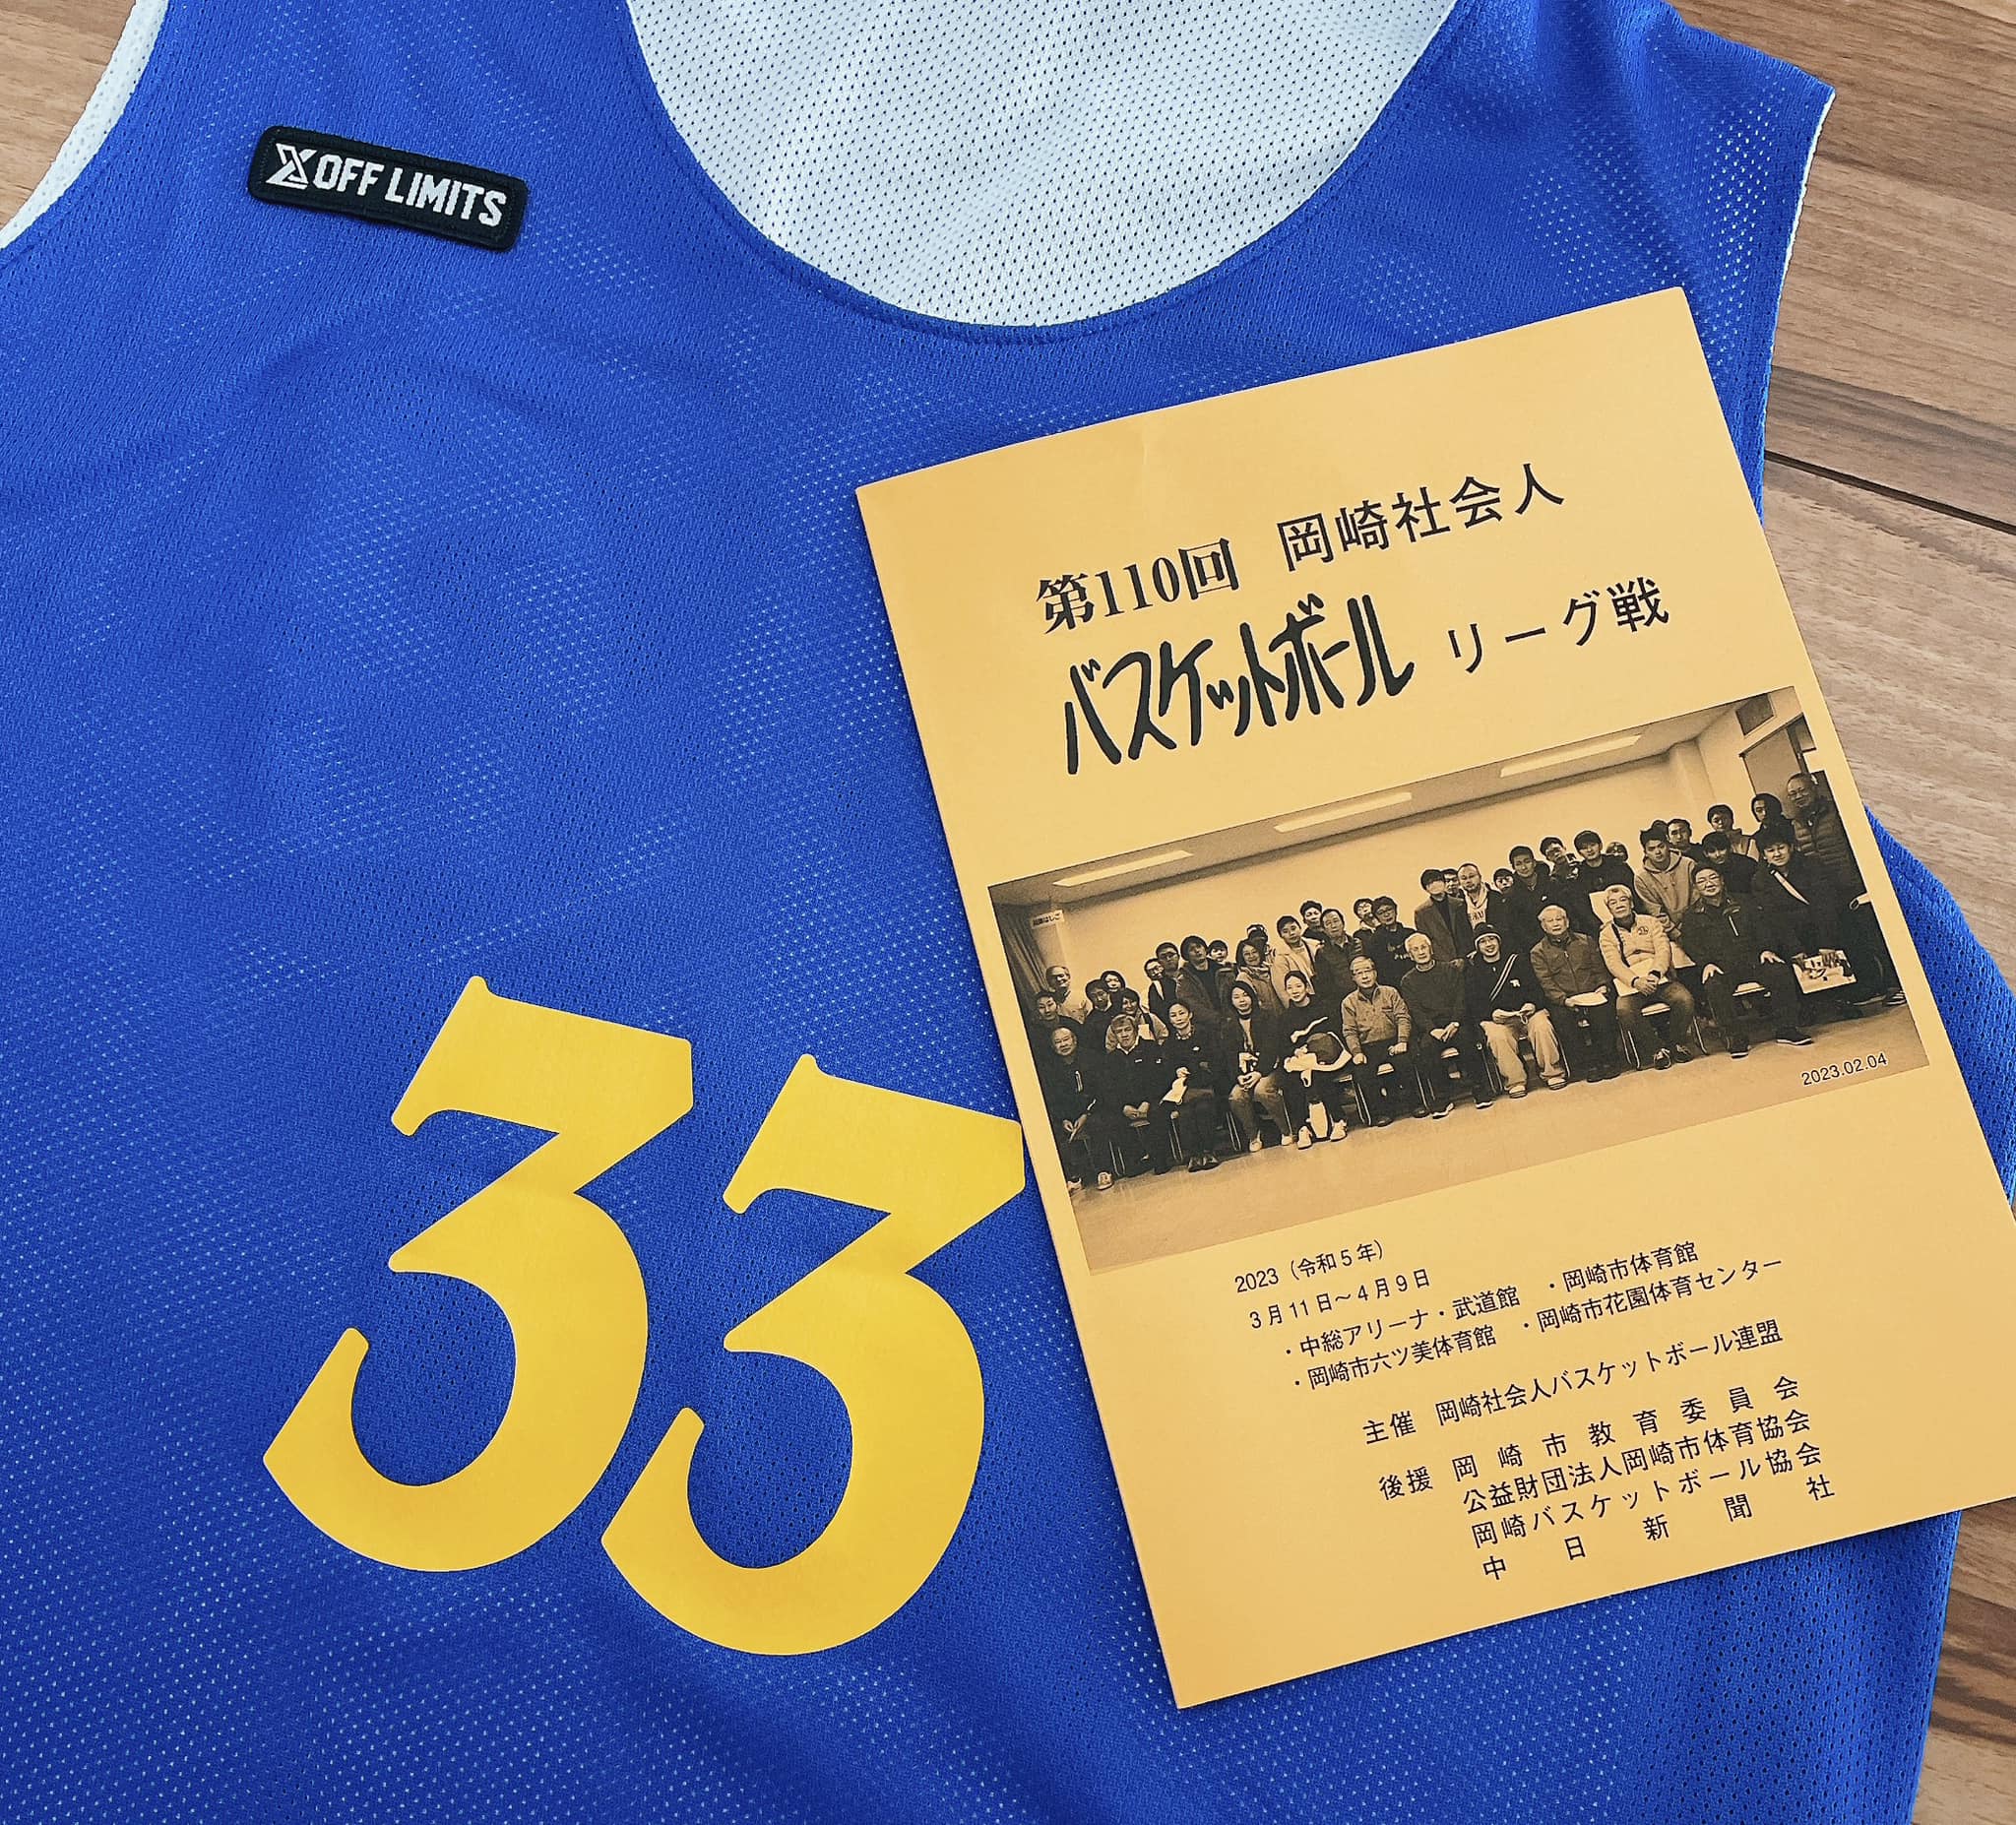 OFF LIMITS
33
第110回 岡崎社会人
バスケットボール リーグ戦
2023.02.04
2023（令和5年）
3月11日～4月9日
・中総アリーナ・武道館 ・岡崎市体育館
・岡崎市六ツ美体育館 ・岡崎市花園体育センター
主催 岡崎社会人バスケットボール連盟
後援 岡崎市教育委員会
公益財団法人岡崎市体育協会
岡崎バスケットボール協会
中日新聞社